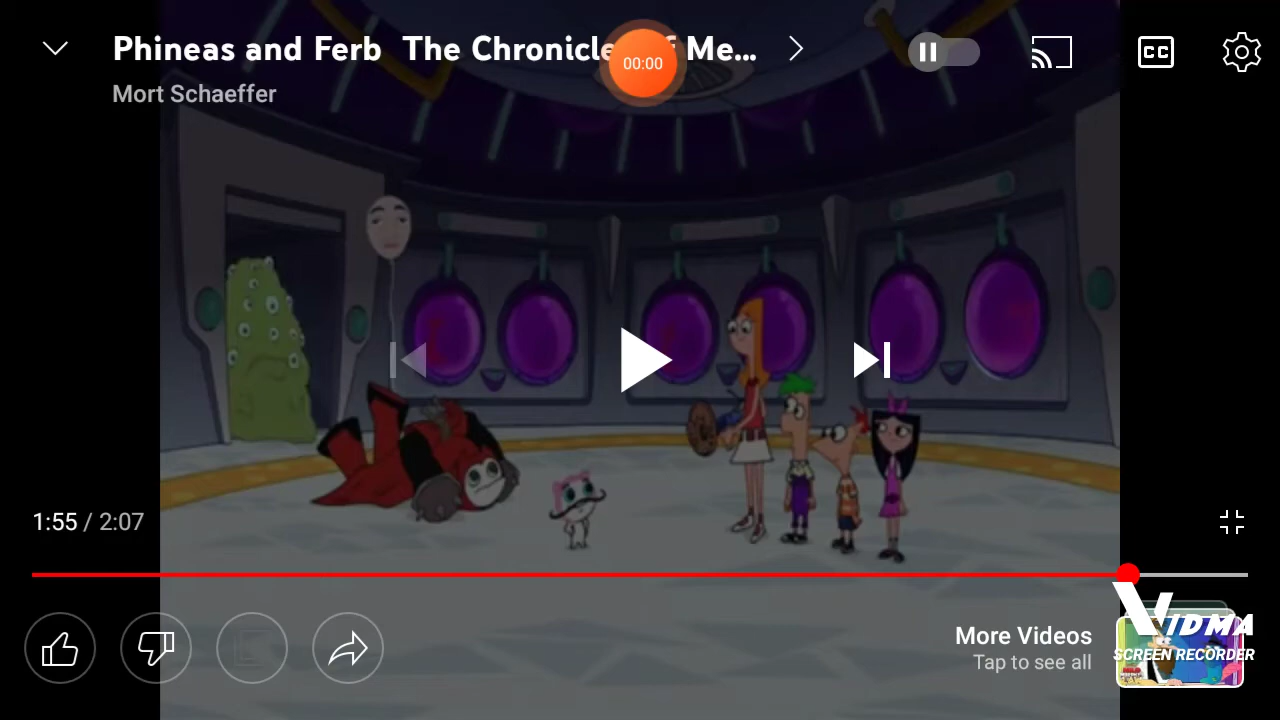 Phineas and Ferb The Chronicle Me...
00:00
Mort Schaeffer
CC
1:55 / 2:07
More Videos
Tap to see all
VIDMA
SCREEN RECORDER